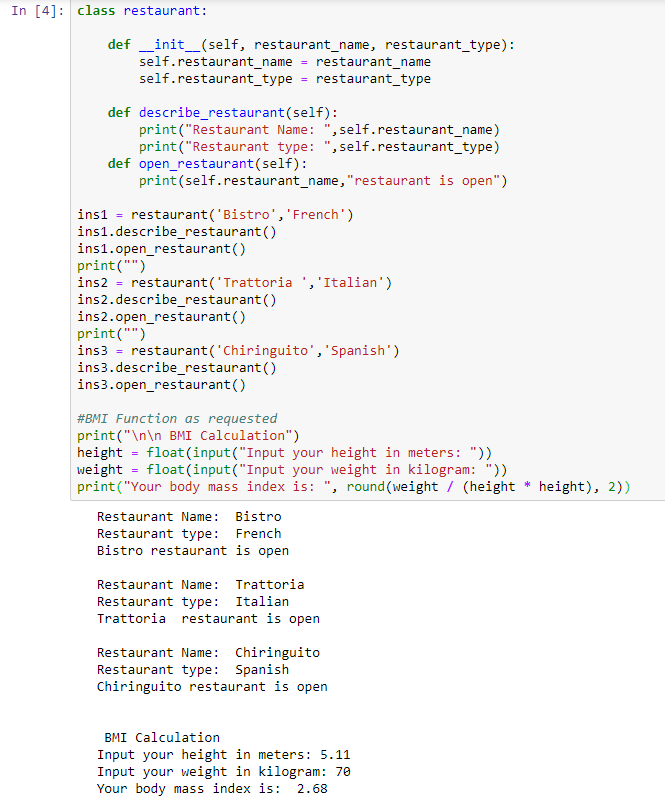 In [4]: class restaurant:

    def __init__(self, restaurant_name, restaurant_type):
        self.restaurant_name = restaurant_name
        self.restaurant_type = restaurant_type

    def describe_restaurant(self):
        print("Restaurant Name: ",self.restaurant_name)
        print("Restaurant type: ",self.restaurant_type)
    def open_restaurant(self):
        print(self.restaurant_name,"restaurant is open")

ins1 = restaurant('Bistro','French')
ins1.describe_restaurant()
ins1.open_restaurant()
print("")
ins2 = restaurant('Trattoria ','Italian')
ins2.describe_restaurant()
ins2.open_restaurant()
print("")
ins3 = restaurant('Chiringuito','Spanish')
ins3.describe_restaurant()
ins3.open_restaurant()

#BMI Function as requested
print("\n\n BMI Calculation")
height = float(input("Input your height in meters: "))
weight = float(input("Input your weight in kilogram: "))
print("Your body mass index is: ", round(weight / (height * height), 2))

Restaurant Name:  Bistro
Restaurant type:  French
Bistro restaurant is open

Restaurant Name:  Trattoria
Restaurant type:  Italian
Trattoria  restaurant is open

Restaurant Name:  Chiringuito
Restaurant type:  Spanish
Chiringuito restaurant is open


 BMI Calculation
Input your height in meters: 5.11
Input your weight in kilogram: 70
Your body mass index is:  2.68